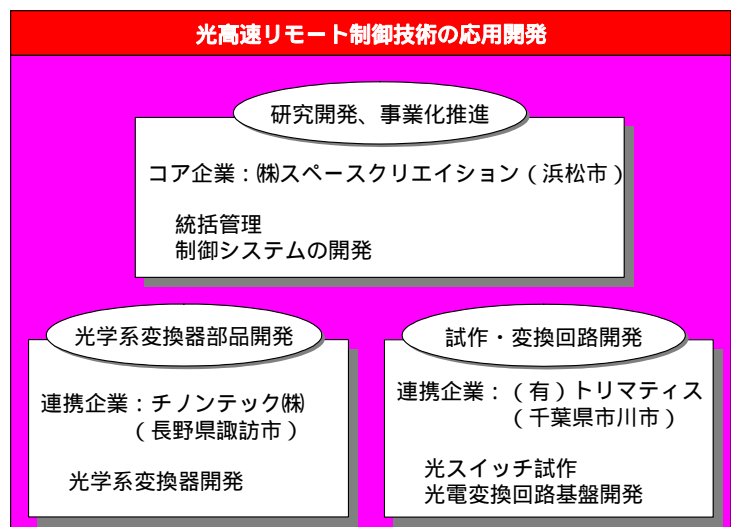 光高速リモート制御技術の応用開発
研究開発、事業化推進
コア企業：㈱スペースクリエイション（浜松市）
統括管理
制御システムの開発
光学系変換器部品開発
連携企業：チノンテック㈱
（長野県諏訪市）
光学系変換器開発
試作・変換回路開発
連携企業：（有）トリマティス
（千葉県市川市）
光スイッチ試作
光電変換回路基盤開発